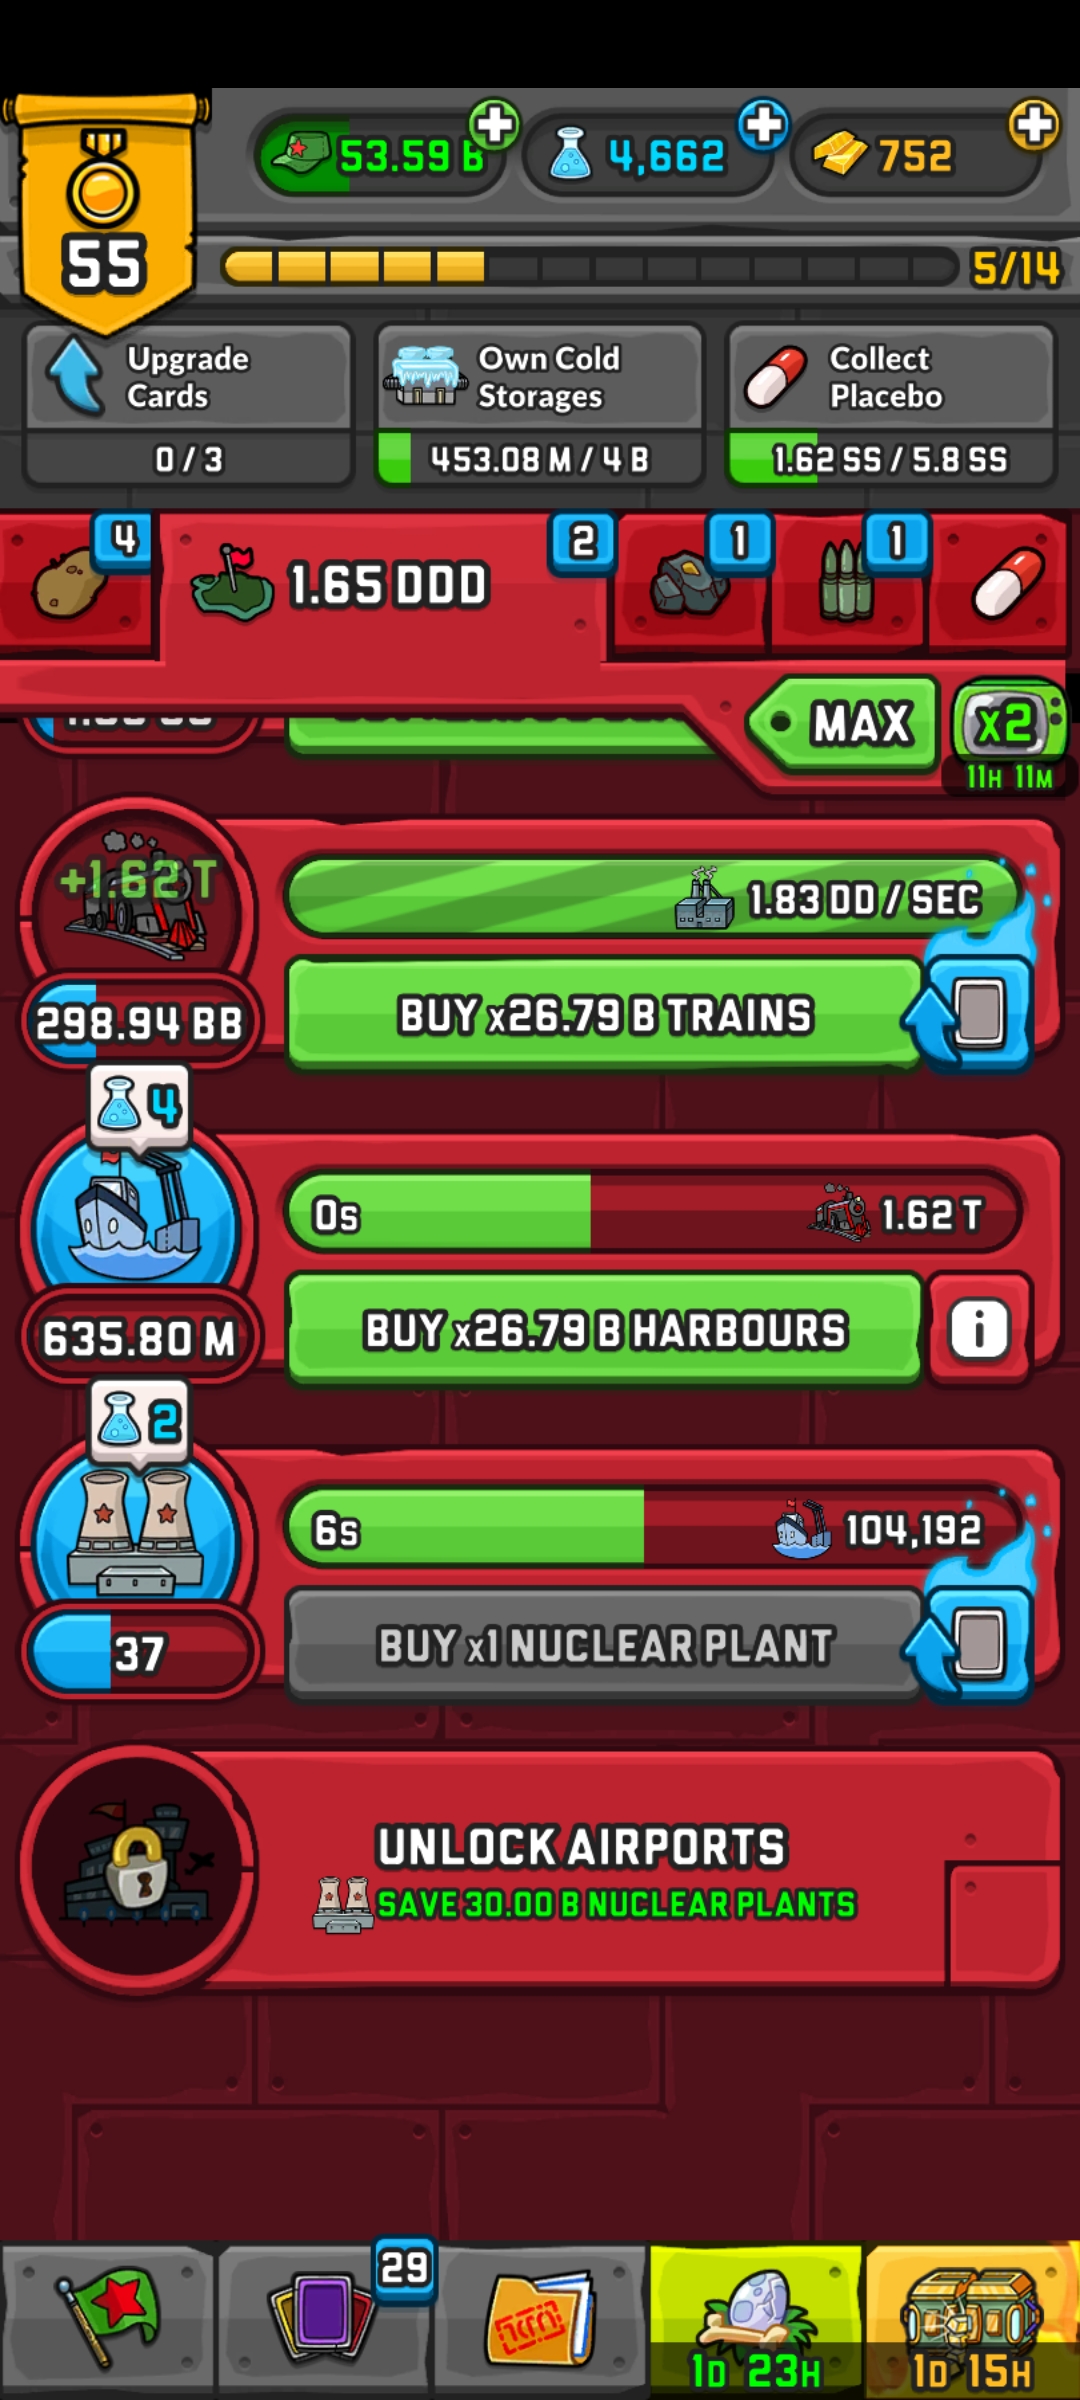 53.59 B
4,662
752
55
5/14
Upgrade
Cards
0 / 3
Own Cold
Storages
453.08 M / 4 B
Collect
Placebo
1.62 SS / 5.8 SS
4
1.65 DDD
2
1
1
MAX
x2
11H 11M
+1.62 T
1.83 DD / SEC
298.94 BB
BUY x26.79 B TRAINS
4
0s
1.62 T
635.80 M
BUY x26.79 B HARBOURS
i
2
6s
104,192
37
BUY x1 NUCLEAR PLANT
UNLOCK AIRPORTS
SAVE 30.00 B NUCLEAR PLANTS
29
1D 23H
1D 15H